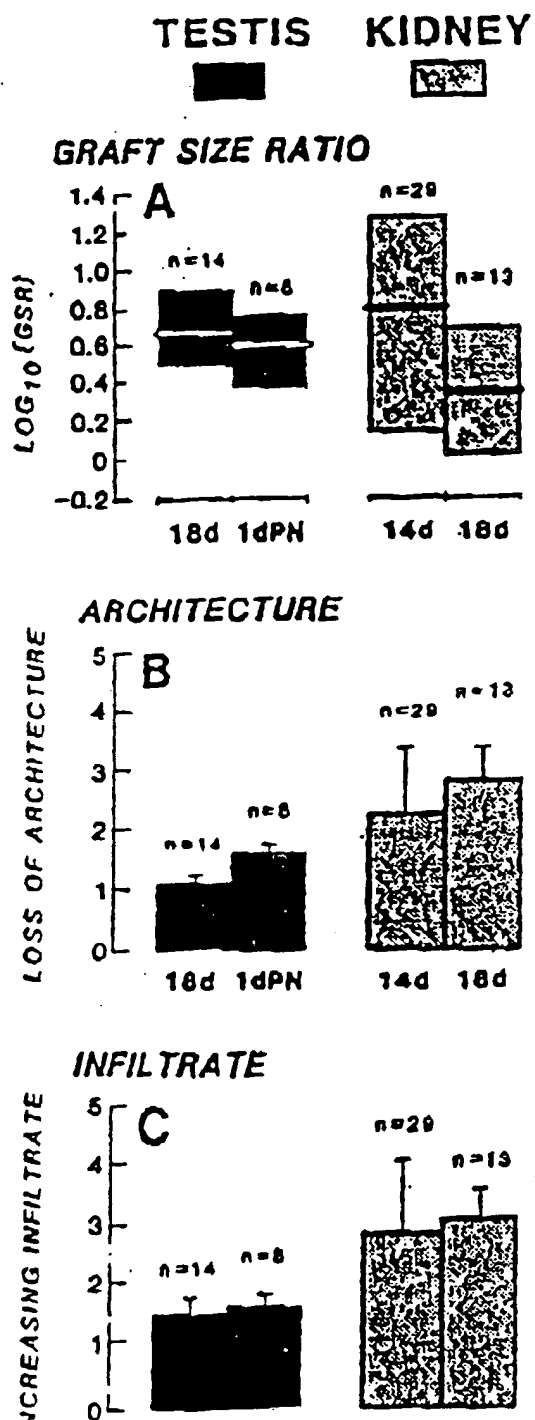 TESTIS KIDNEY
GRAFT SIZE RATIO
A
LOG10 {GSR}
1.4
1.2
1.0
0.8
0.6
0.4
0.2
0
-0.2
n=14
n=8
n=29
n=13
18d 1dPN 14d 18d
ARCHITECTURE
B
LOSS OF ARCHITECTURE
5
4
3
2
1
0
n=14
n=8
n=29
n=13
18d 1dPN 14d 18d
INFILTRATE
C
INCREASING INFILTRATE
5
4
3
2
1
0
n=14
n=8
n=29
n=13